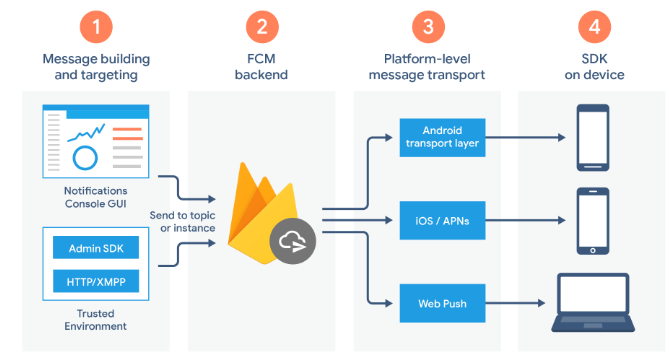 1
Message building
and targeting
2
FCM
backend
3
Platform-level
message transport
4
SDK
on device
Notifications
Console GUI
Send to topic
or instance
Admin SDK
HTTP/XMPP
Trusted
Environment
Android
transport layer
iOS / APNs
Web Push